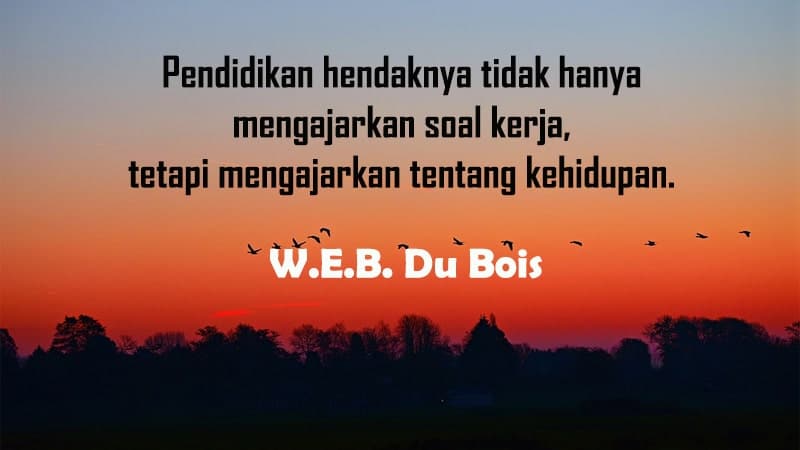 Pendidikan hendaknya tidak hanya
mengajarkan soal kerja,
tetapi mengajarkan tentang kehidupan.
W.E.B. Du Bois